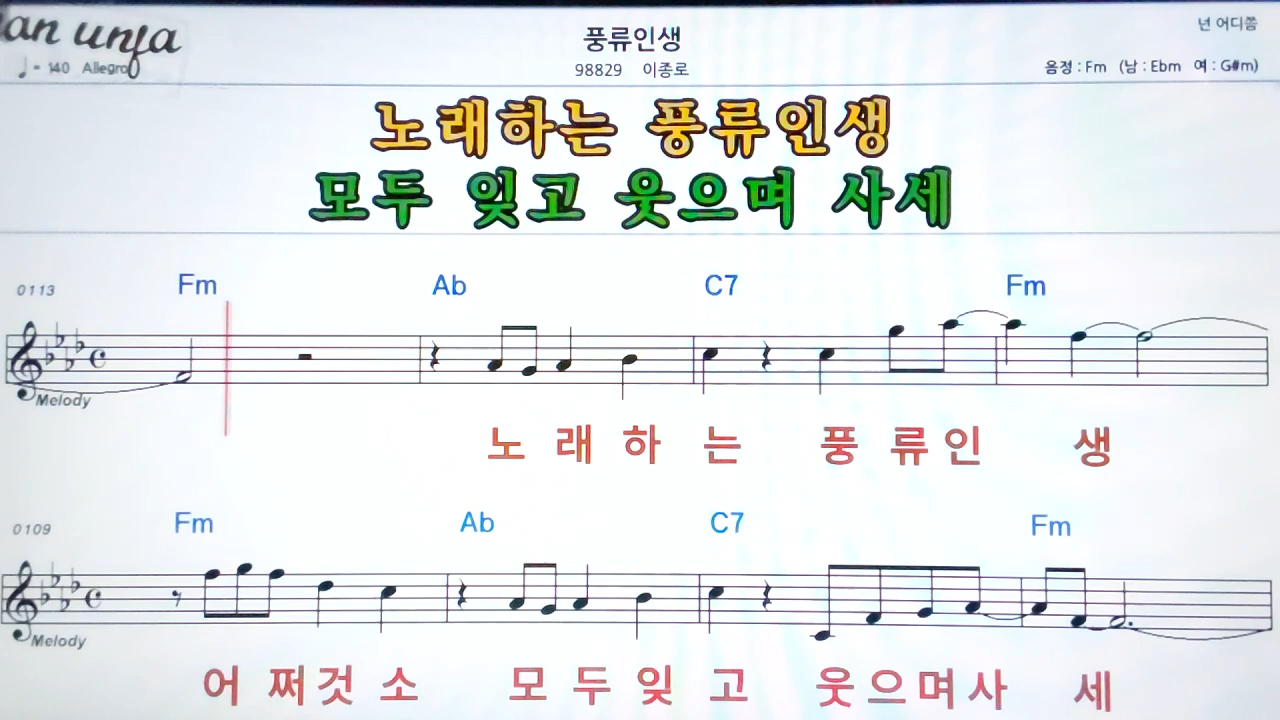 an unfa
풍류인생
넌 어디쯤
♩= 140 Allegro
98829 이종로
음정 : Fm (남 : Ebm 여 : G#m)
노래하는 풍류인생
모두 잊고 웃으며 사세
0113 Fm Ab C7 Fm
Melody
노 래 하 는 풍 류 인 생
0109 Fm Ab C7 Fm
Melody
어 쩌 것 소 모 두 잊 고 웃 으 며 사 세